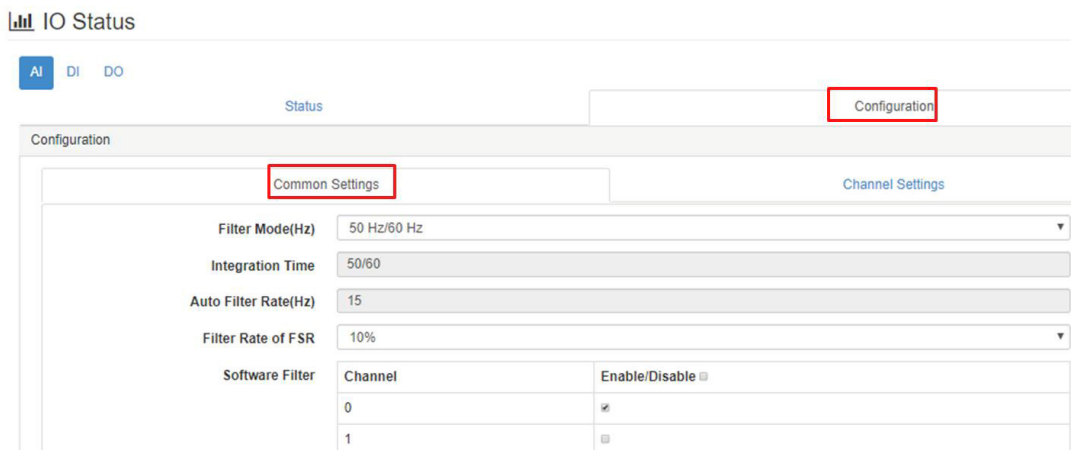 IO Status
AI DI DO
Status Configuration
Configuration
Common Settings Channel Settings
Filter Mode(Hz) 50 Hz/60 Hz
Integration Time 50/60
Auto Filter Rate(Hz) 15
Filter Rate of FSR 10%
Software Filter Channel Enable/Disable
0
1